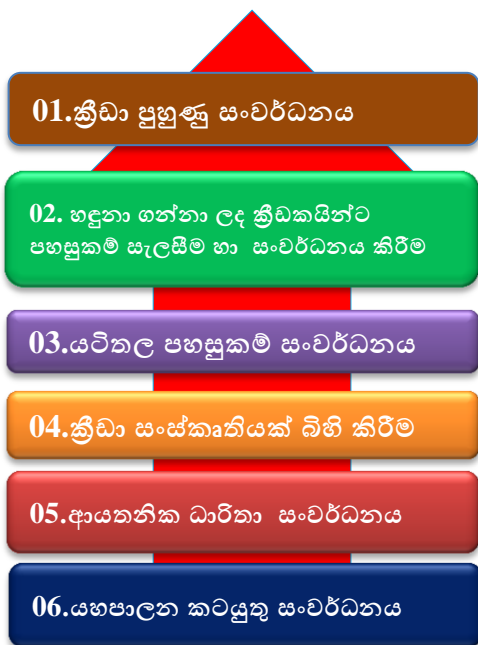 01.ක්‍රීඩා පුහුණු සංවර්ධනය
02. හඳුනා ගන්නා ලද ක්‍රීඩකයින්ට
පහසුකම් සැලසීම හා සංවර්ධනය කිරීම
03.යටිතල පහසුකම් සංවර්ධනය
04.ක්‍රීඩා සංස්කෘතියක් බිහි කිරීම
05.ආයතනික ධාරිතා සංවර්ධනය
06.යහපාලන කටයුතු සංවර්ධනය